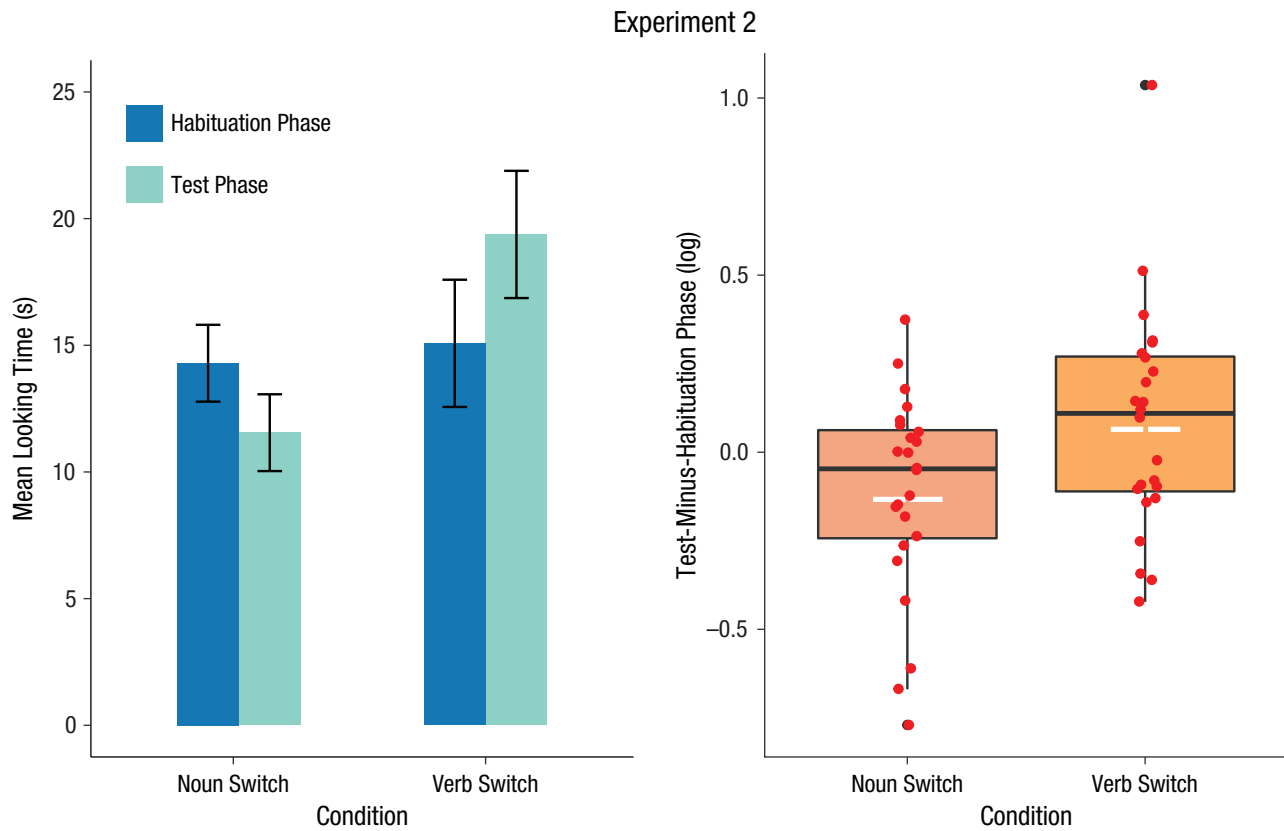 Experiment 2
Mean Looking Time (s)
25
20
15
10
5
0
Habituation Phase
Test Phase
Noun Switch
Verb Switch
Condition
Test-Minus-Habituation Phase (log)
1.0
0.5
0.0
–0.5
Noun Switch
Verb Switch
Condition